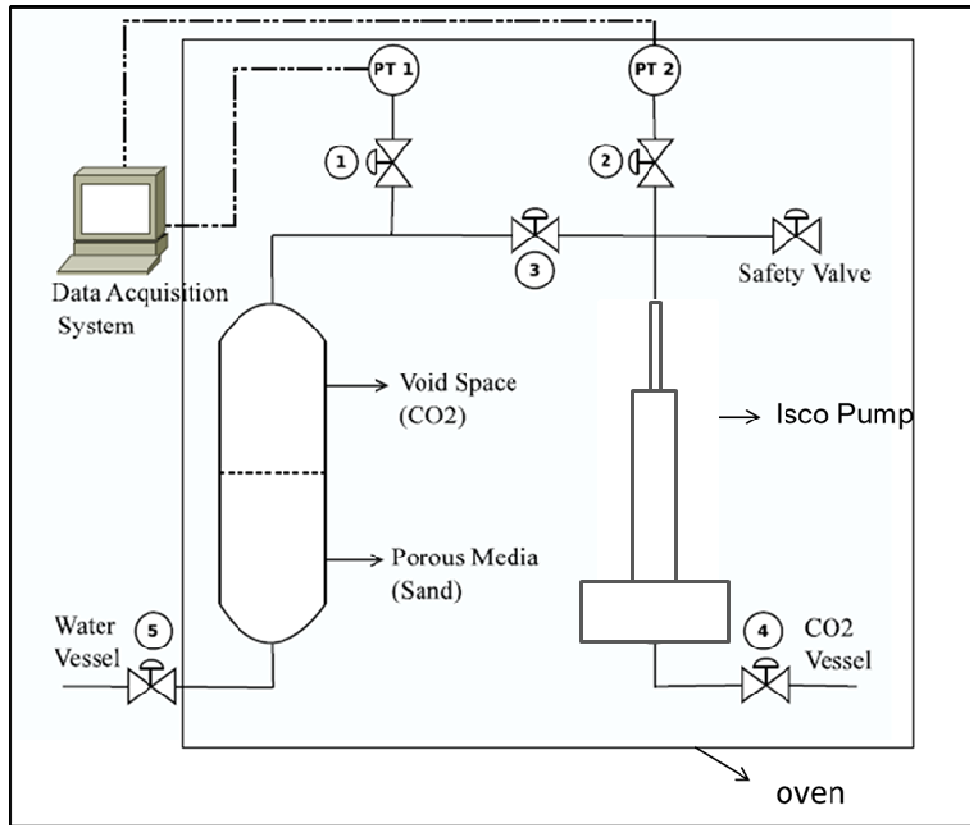 PT 1
PT 2
1
2
3
Safety Valve
Data Acquisition
System
Void Space
(CO2)
Isco Pump
Porous Media
(Sand)
Water
Vessel
5
4
CO2
Vessel
oven